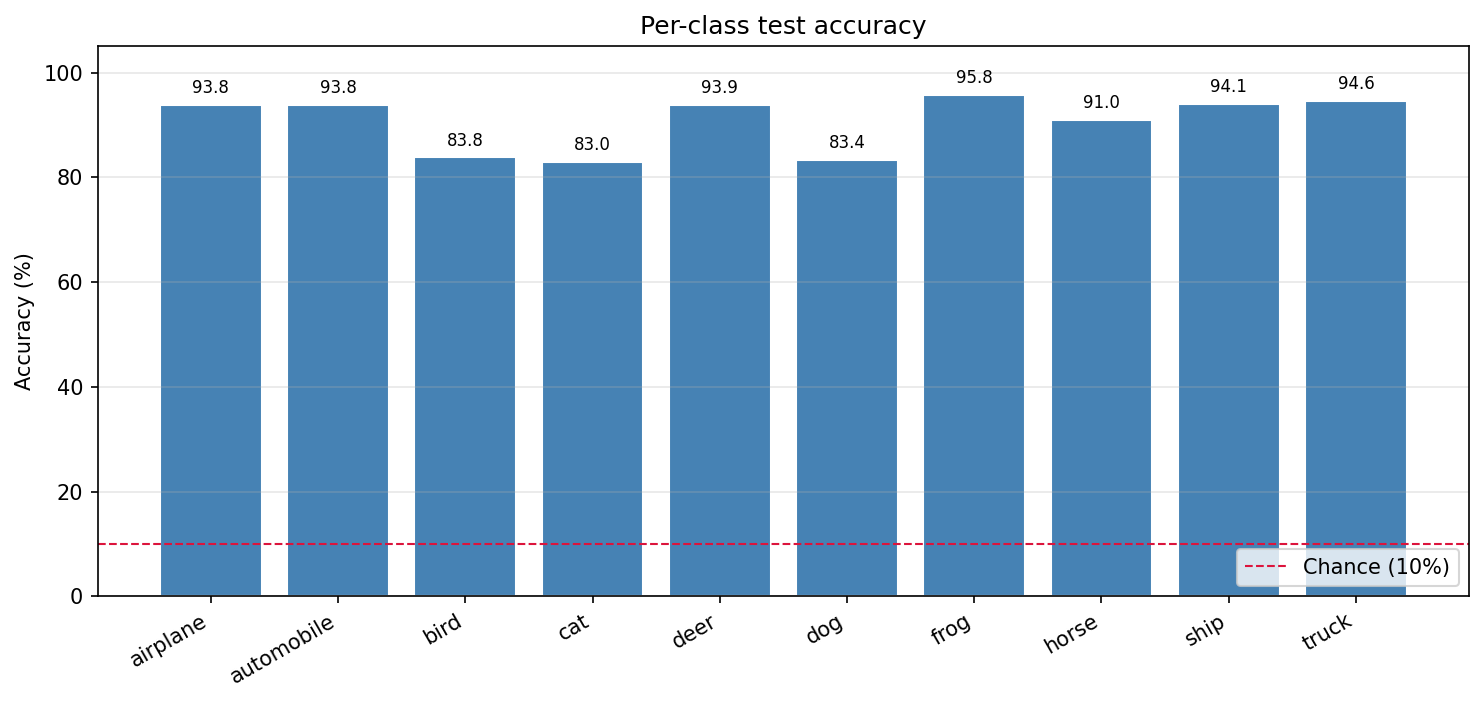 Per-class test accuracy
Accuracy (%)
100
80
60
40
20
0
93.8
93.8
83.8
83.0
93.9
83.4
95.8
91.0
94.1
94.6
Chance (10%)
airplane
automobile
bird
cat
deer
dog
frog
horse
ship
truck